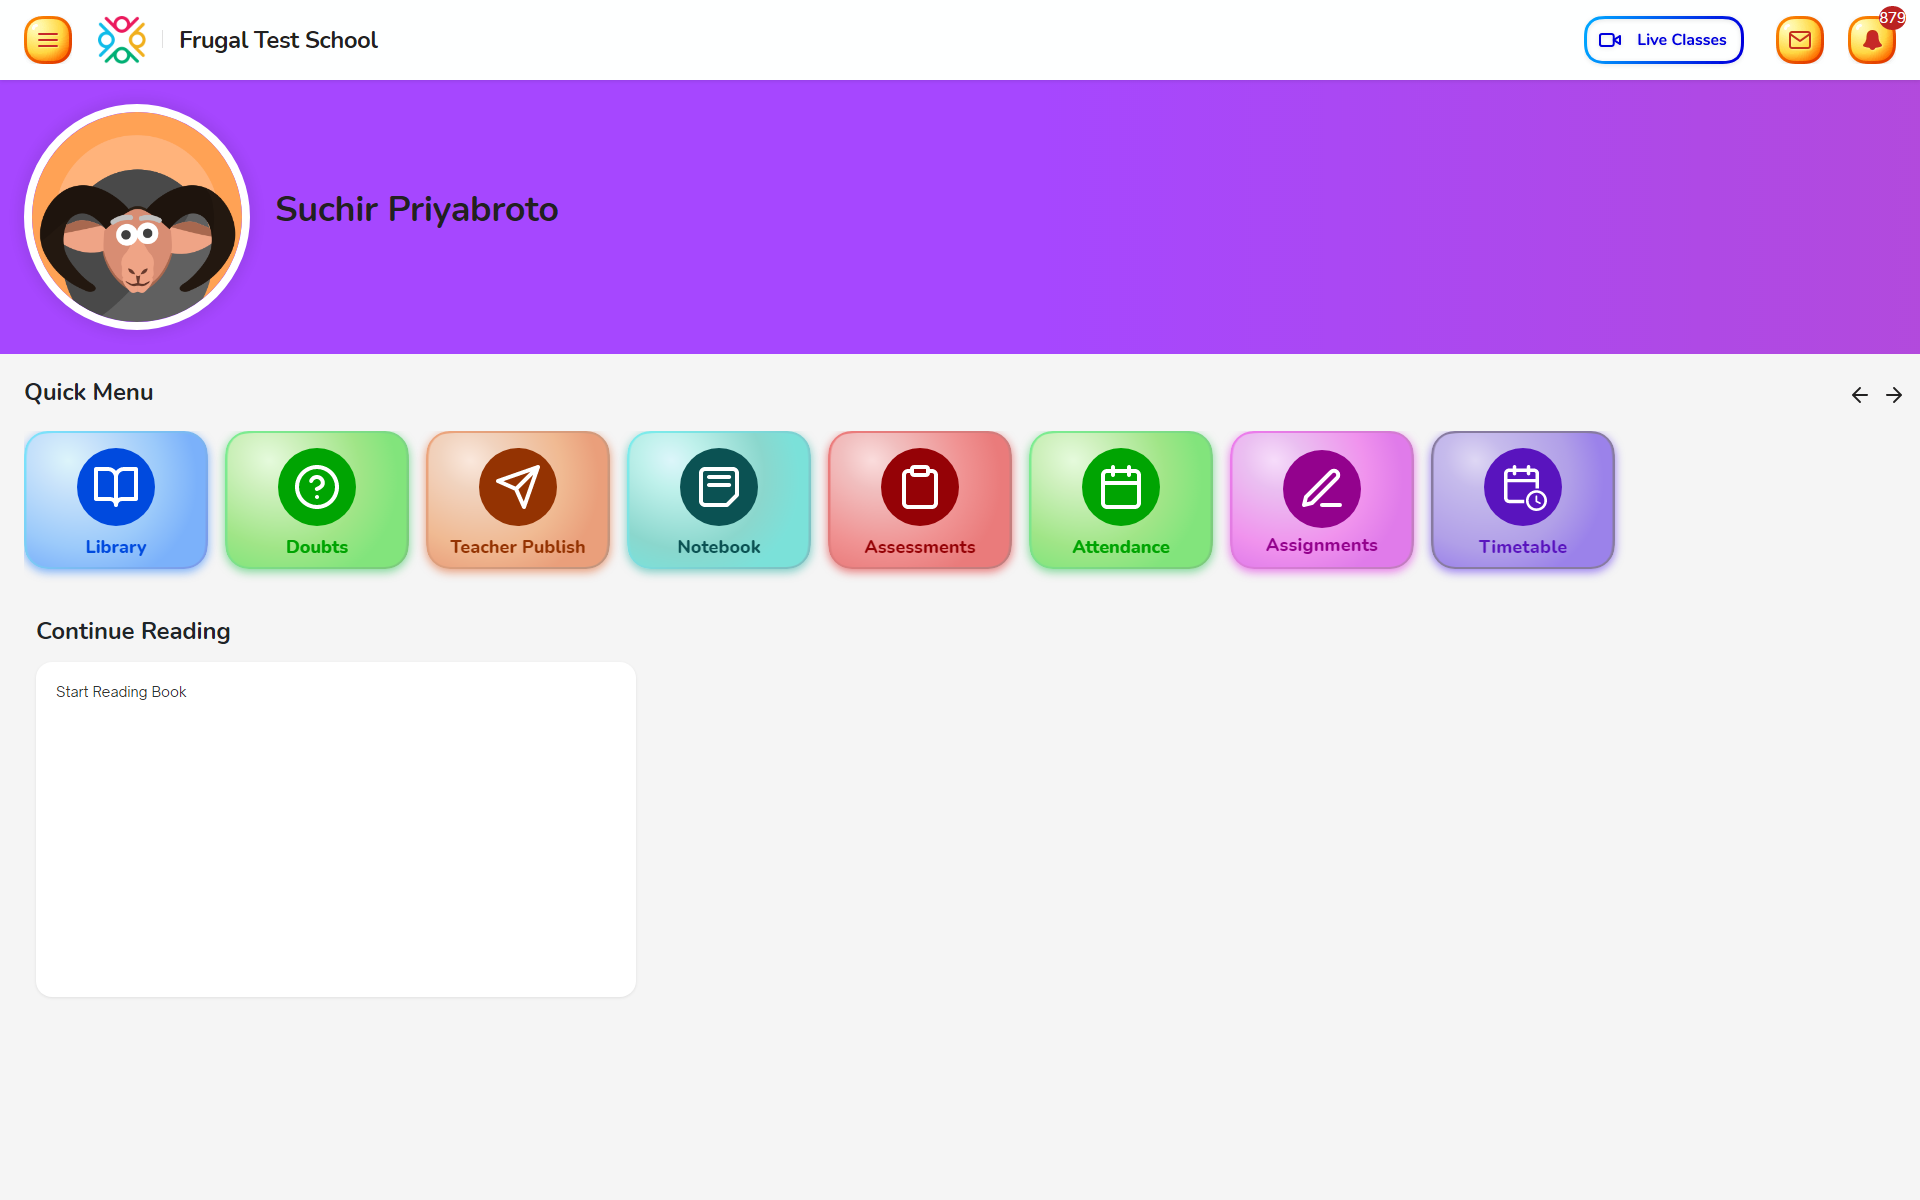 Frugal Test School
Live Classes
879
Suchir Priyabroto
Quick Menu
Library
Doubts
Teacher Publish
Notebook
Assessments
Attendance
Assignments
Timetable
Continue Reading
Start Reading Book